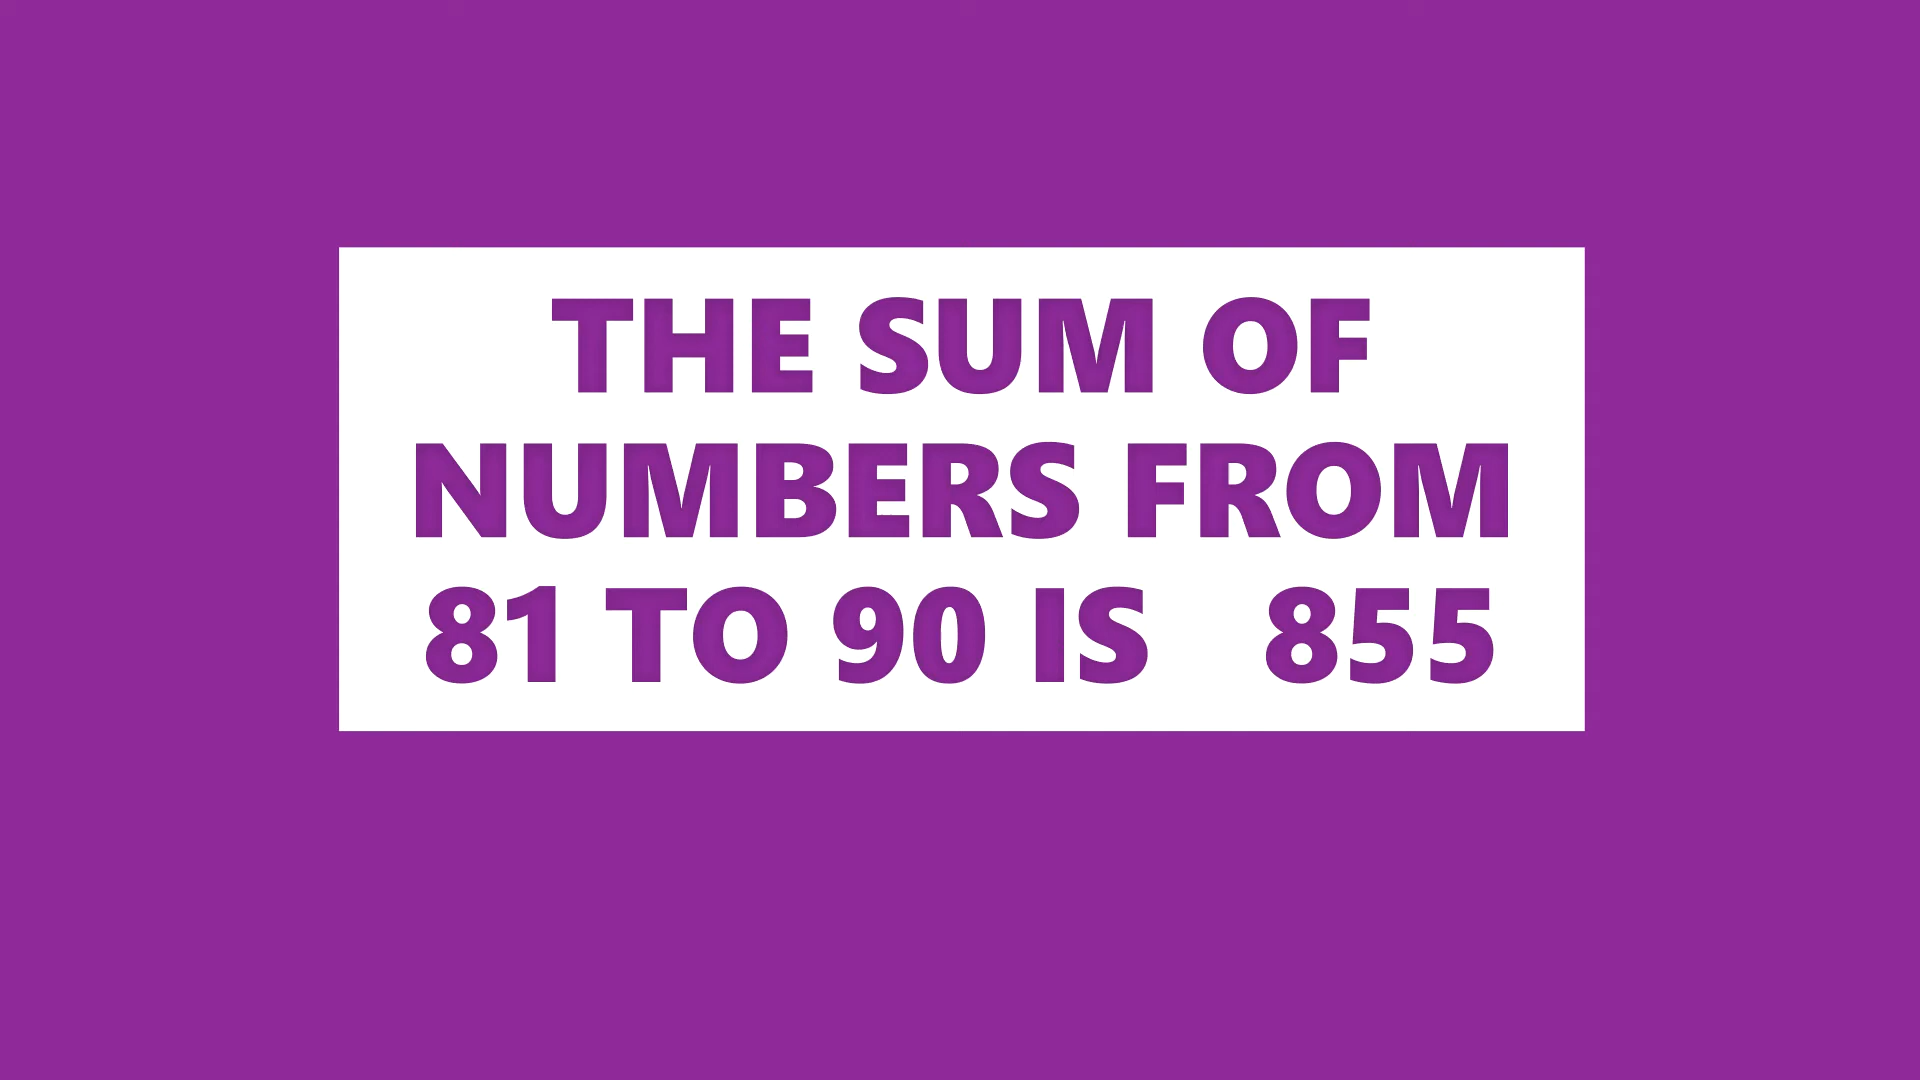 THE SUM OF
NUMBERS FROM
81 TO 90 IS   855